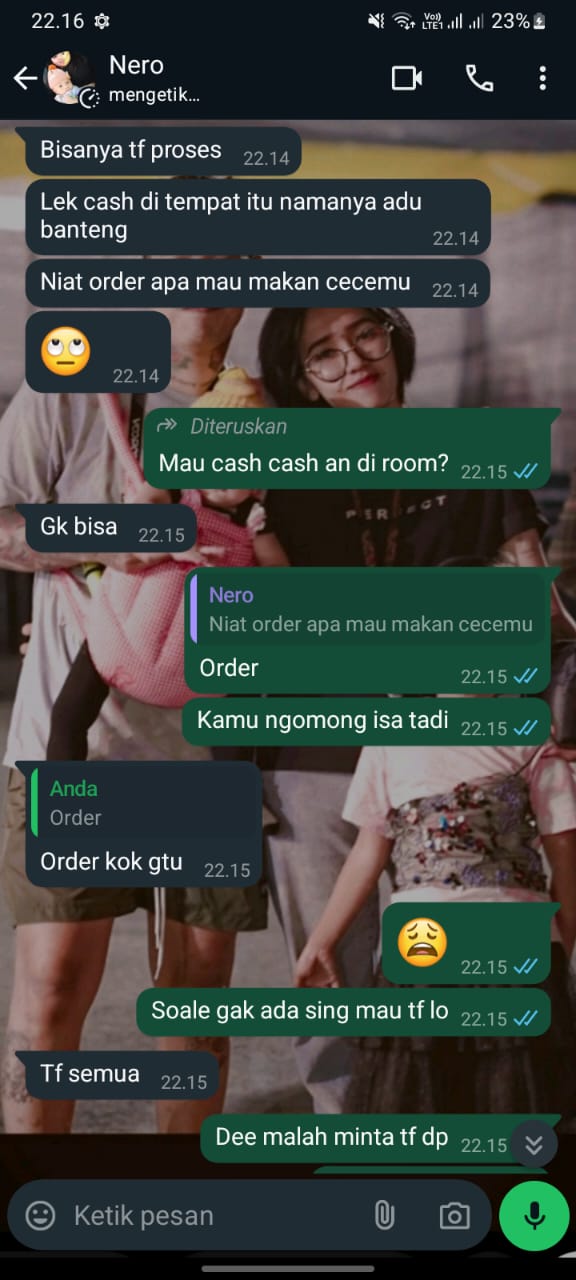 22.16
Vo))
LTE1
23%
Nero
mengetik...
Bisanya tf proses 22.14
Lek cash di tempat itu namanya adu
banteng 22.14
Niat order apa mau makan cecemu 22.14
🙄 22.14
Diteruskan
Mau cash cash an di room? 22.15
Gk bisa 22.15
Nero
Niat order apa mau makan cecemu
Order 22.15
Kamu ngomong isa tadi 22.15
Anda
Order
Order kok gtu 22.15
😩 22.15
Soale gak ada sing mau tf lo 22.15
Tf semua 22.15
Dee malah minta tf dp 22.15
Ketik pesan